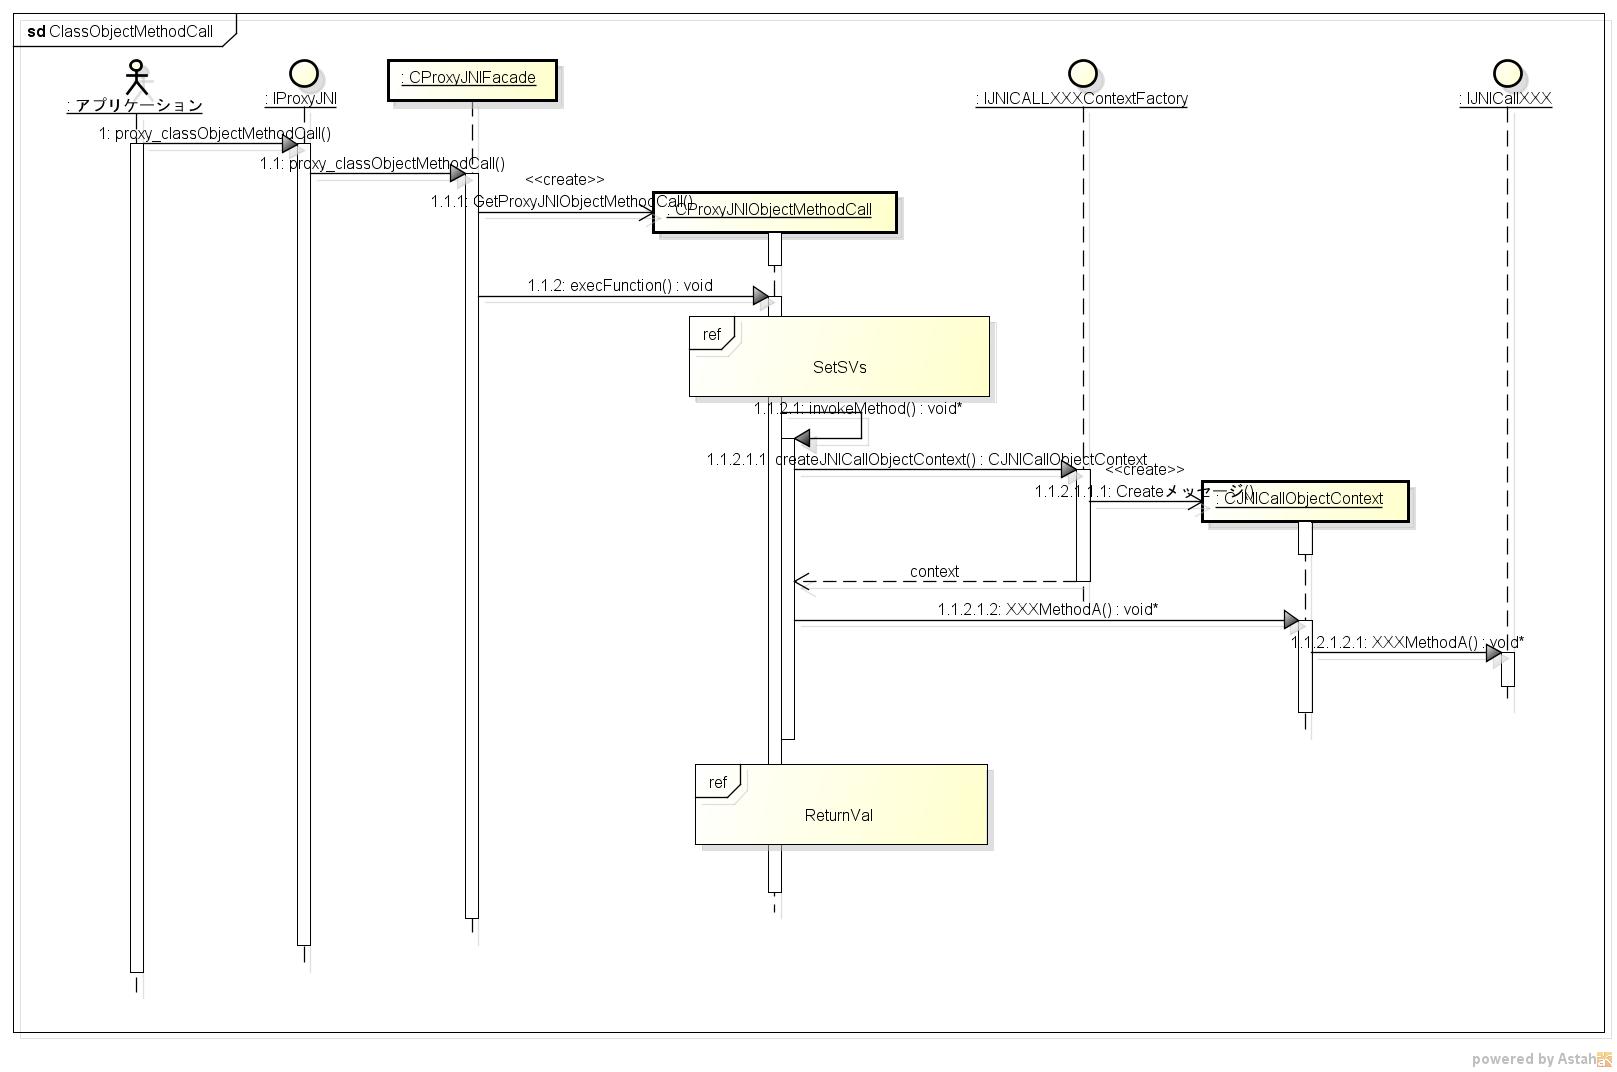 sd ClassObjectMethodCall
: アプリケーション
: IProxyJNI
: CProxyJNIFacade
: IJNICALLXXXContextFactory
: IJNICallXXX
1: proxy_classObjectMethodCall()
1.1: proxy_classObjectMethodCall()
<<create>>
1.1.1: GetProxyJNIObjectMethodCall()
: CProxyJNIObjectMethodCall
1.1.2: execFunction() : void
ref
SetSVs
1.1.2.1: invokeMethod() : void*
1.1.2.1.1: createJNICallObjectContext() : CJNICallObjectContext
<<create>>
1.1.2.1.1.1: Createメッセージ()
: CJNICallObjectContext
context
1.1.2.1.2: XXXMethodA() : void*
1.1.2.1.2.1: XXXMethodA() : void*
ref
ReturnVal
powered by Astah